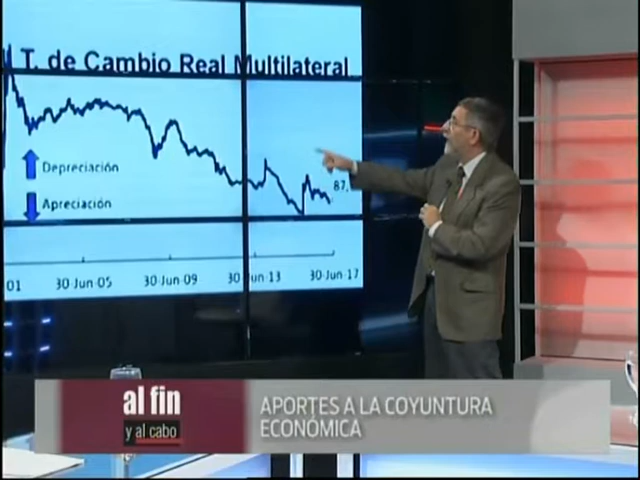 T. de Cambio Real Multilateral
Depreciación
Apreciación
87,
01 30-Jun-05 30-Jun-09 30-Jun-13 30-Jun-17
al fin
y al cabo
APORTES A LA COYUNTURA
ECONÓMICA